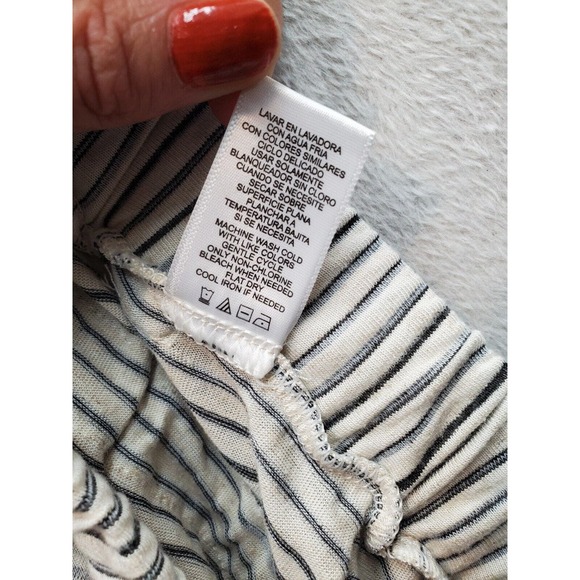 LAVAR EN LAVADORA
CON AGUA FRIA
CON COLORES SIMILARES
CICLO DELICADO
USAR SOLAMENTE
BLANQUEADOR SIN CLORO
CUANDO SE NECESITE
SECAR SOBRE
SUPERFICIE PLANA
PLANCHAR A
TEMPERATURA BAJITA
SI SE NECESITA
MACHINE WASH COLD
WITH LIKE COLORS
GENTLE CYCLE
ONLY NON-CHLORINE
BLEACH WHEN NEEDED
FLAT DRY
COOL IRON IF NEEDED